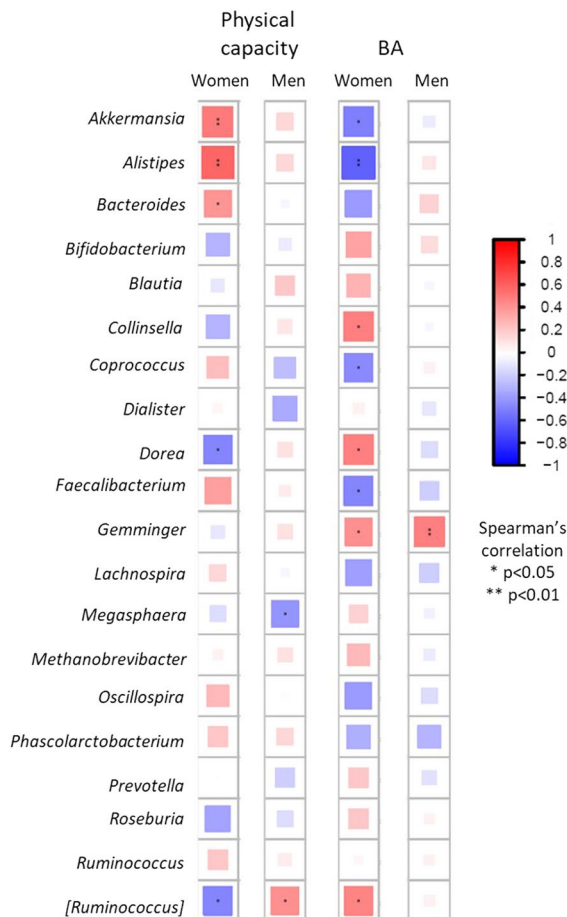 Physical
capacity
BA
Women Men Women Men
Akkermansia
Alistipes
Bacteroides
Bifidobacterium
Blautia
Collinsella
Coprococcus
Dialister
Dorea
Faecalibacterium
Gemminger
Lachnospira
Megasphaera
Methanobrevibacter
Oscillospira
Phascolarctobacterium
Prevotella
Roseburia
Ruminococcus
[Ruminococcus]
1
0.8
0.6
0.4
0.2
0
−0.2
−0.4
−0.6
−0.8
−1
Spearman's
correlation
* p<0.05
** p<0.01